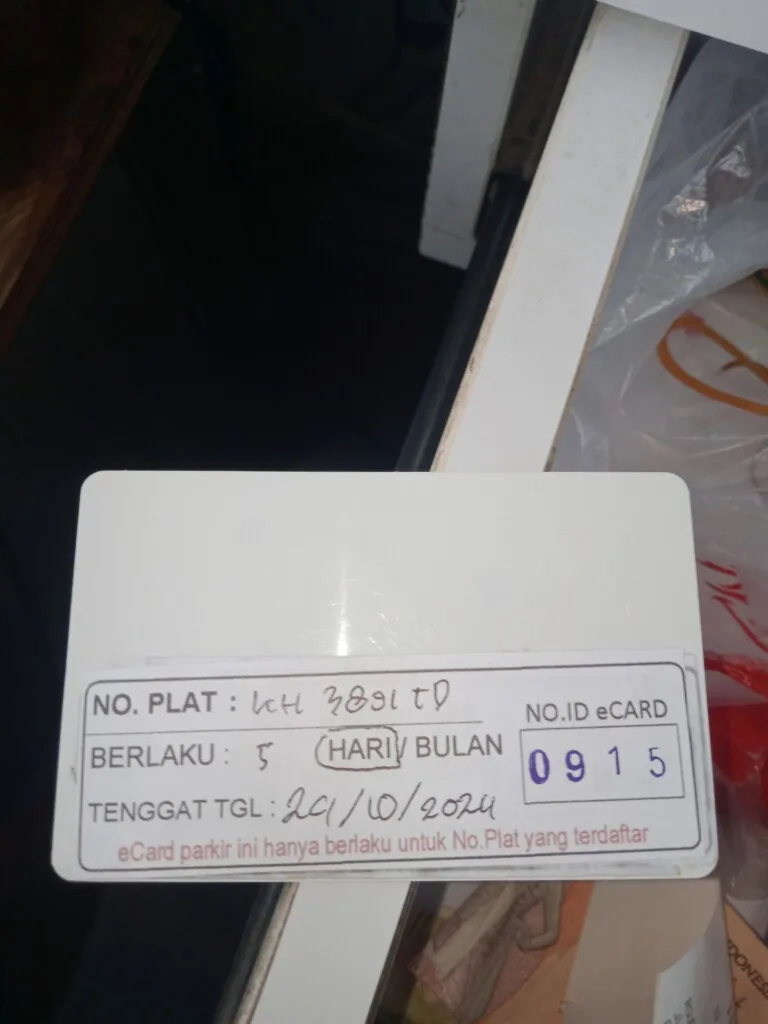 NO. PLAT : KH 3891 TD
NO.ID eCARD
BERLAKU : 5 HARI / BULAN
0915
TENGGAT TGL : 29/10/2024
eCard parkir ini hanya berlaku untuk No.Plat yang terdaftar